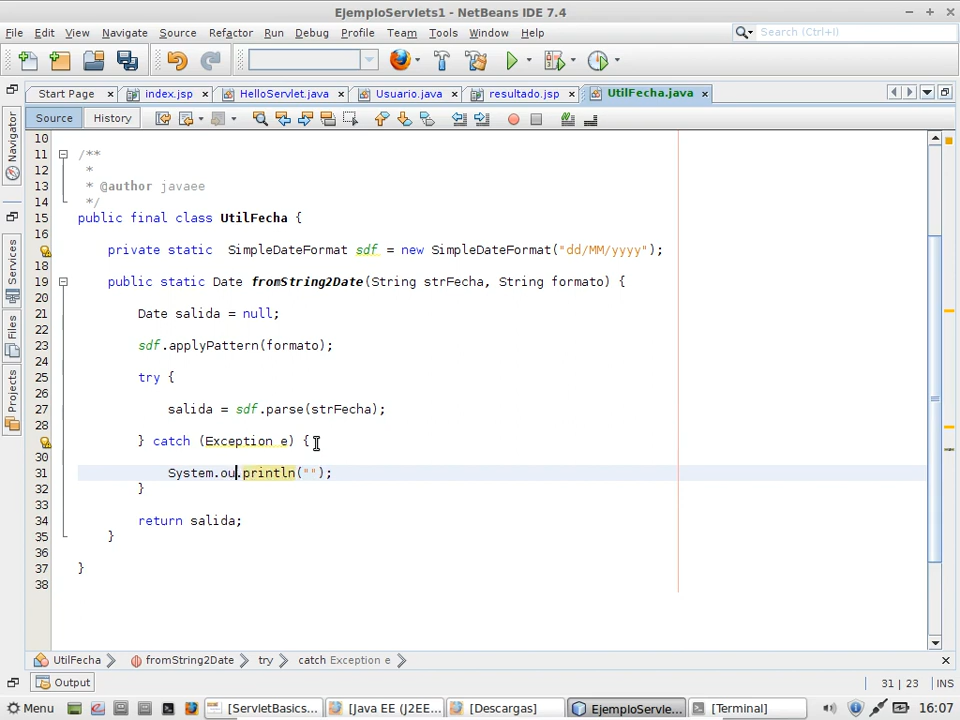 EjemploServlets1 - NetBeans IDE 7.4
File Edit View Navigate Source Refactor Run Debug Profile Team Tools Window Help
Search (Ctrl+I)
Start Page index.jsp HelloServlet.java Usuario.java resultado.jsp UtilFecha.java
Source History
Navigator
Services
Files
Projects
10
11 /**
12 *
13 * @author javaee
14 */
15 public final class UtilFecha {
16
private static SimpleDateFormat sdf = new SimpleDateFormat("dd/MM/yyyy");
18
19 public static Date fromString2Date(String strFecha, String formato) {
20
21 Date salida = null;
22
23 sdf.applyPattern(formato);
24
25 try {
26
27 salida = sdf.parse(strFecha);
28
} catch (Exception e) {
30
31 System.ou.println("");
32 }
33
34 return salida;
35 }
36
37 }
38
UtilFecha fromString2Date try catch Exception e
Output
31 | 23 INS
Menu [ServletBasics... [Java EE (J2EE... [Descargas] EjemploServle... [Terminal] 16:07